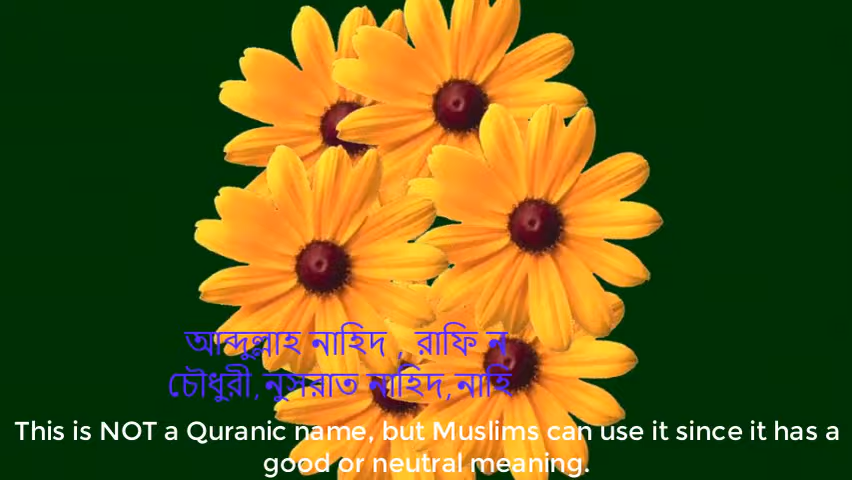 আব্দুল্লাহ নাহিদ , রাফি ন
চৌধুরী,নুসরাত নাহিদ,নাহি
This is NOT a Quranic name, but Muslims can use it since it has a
good or neutral meaning.